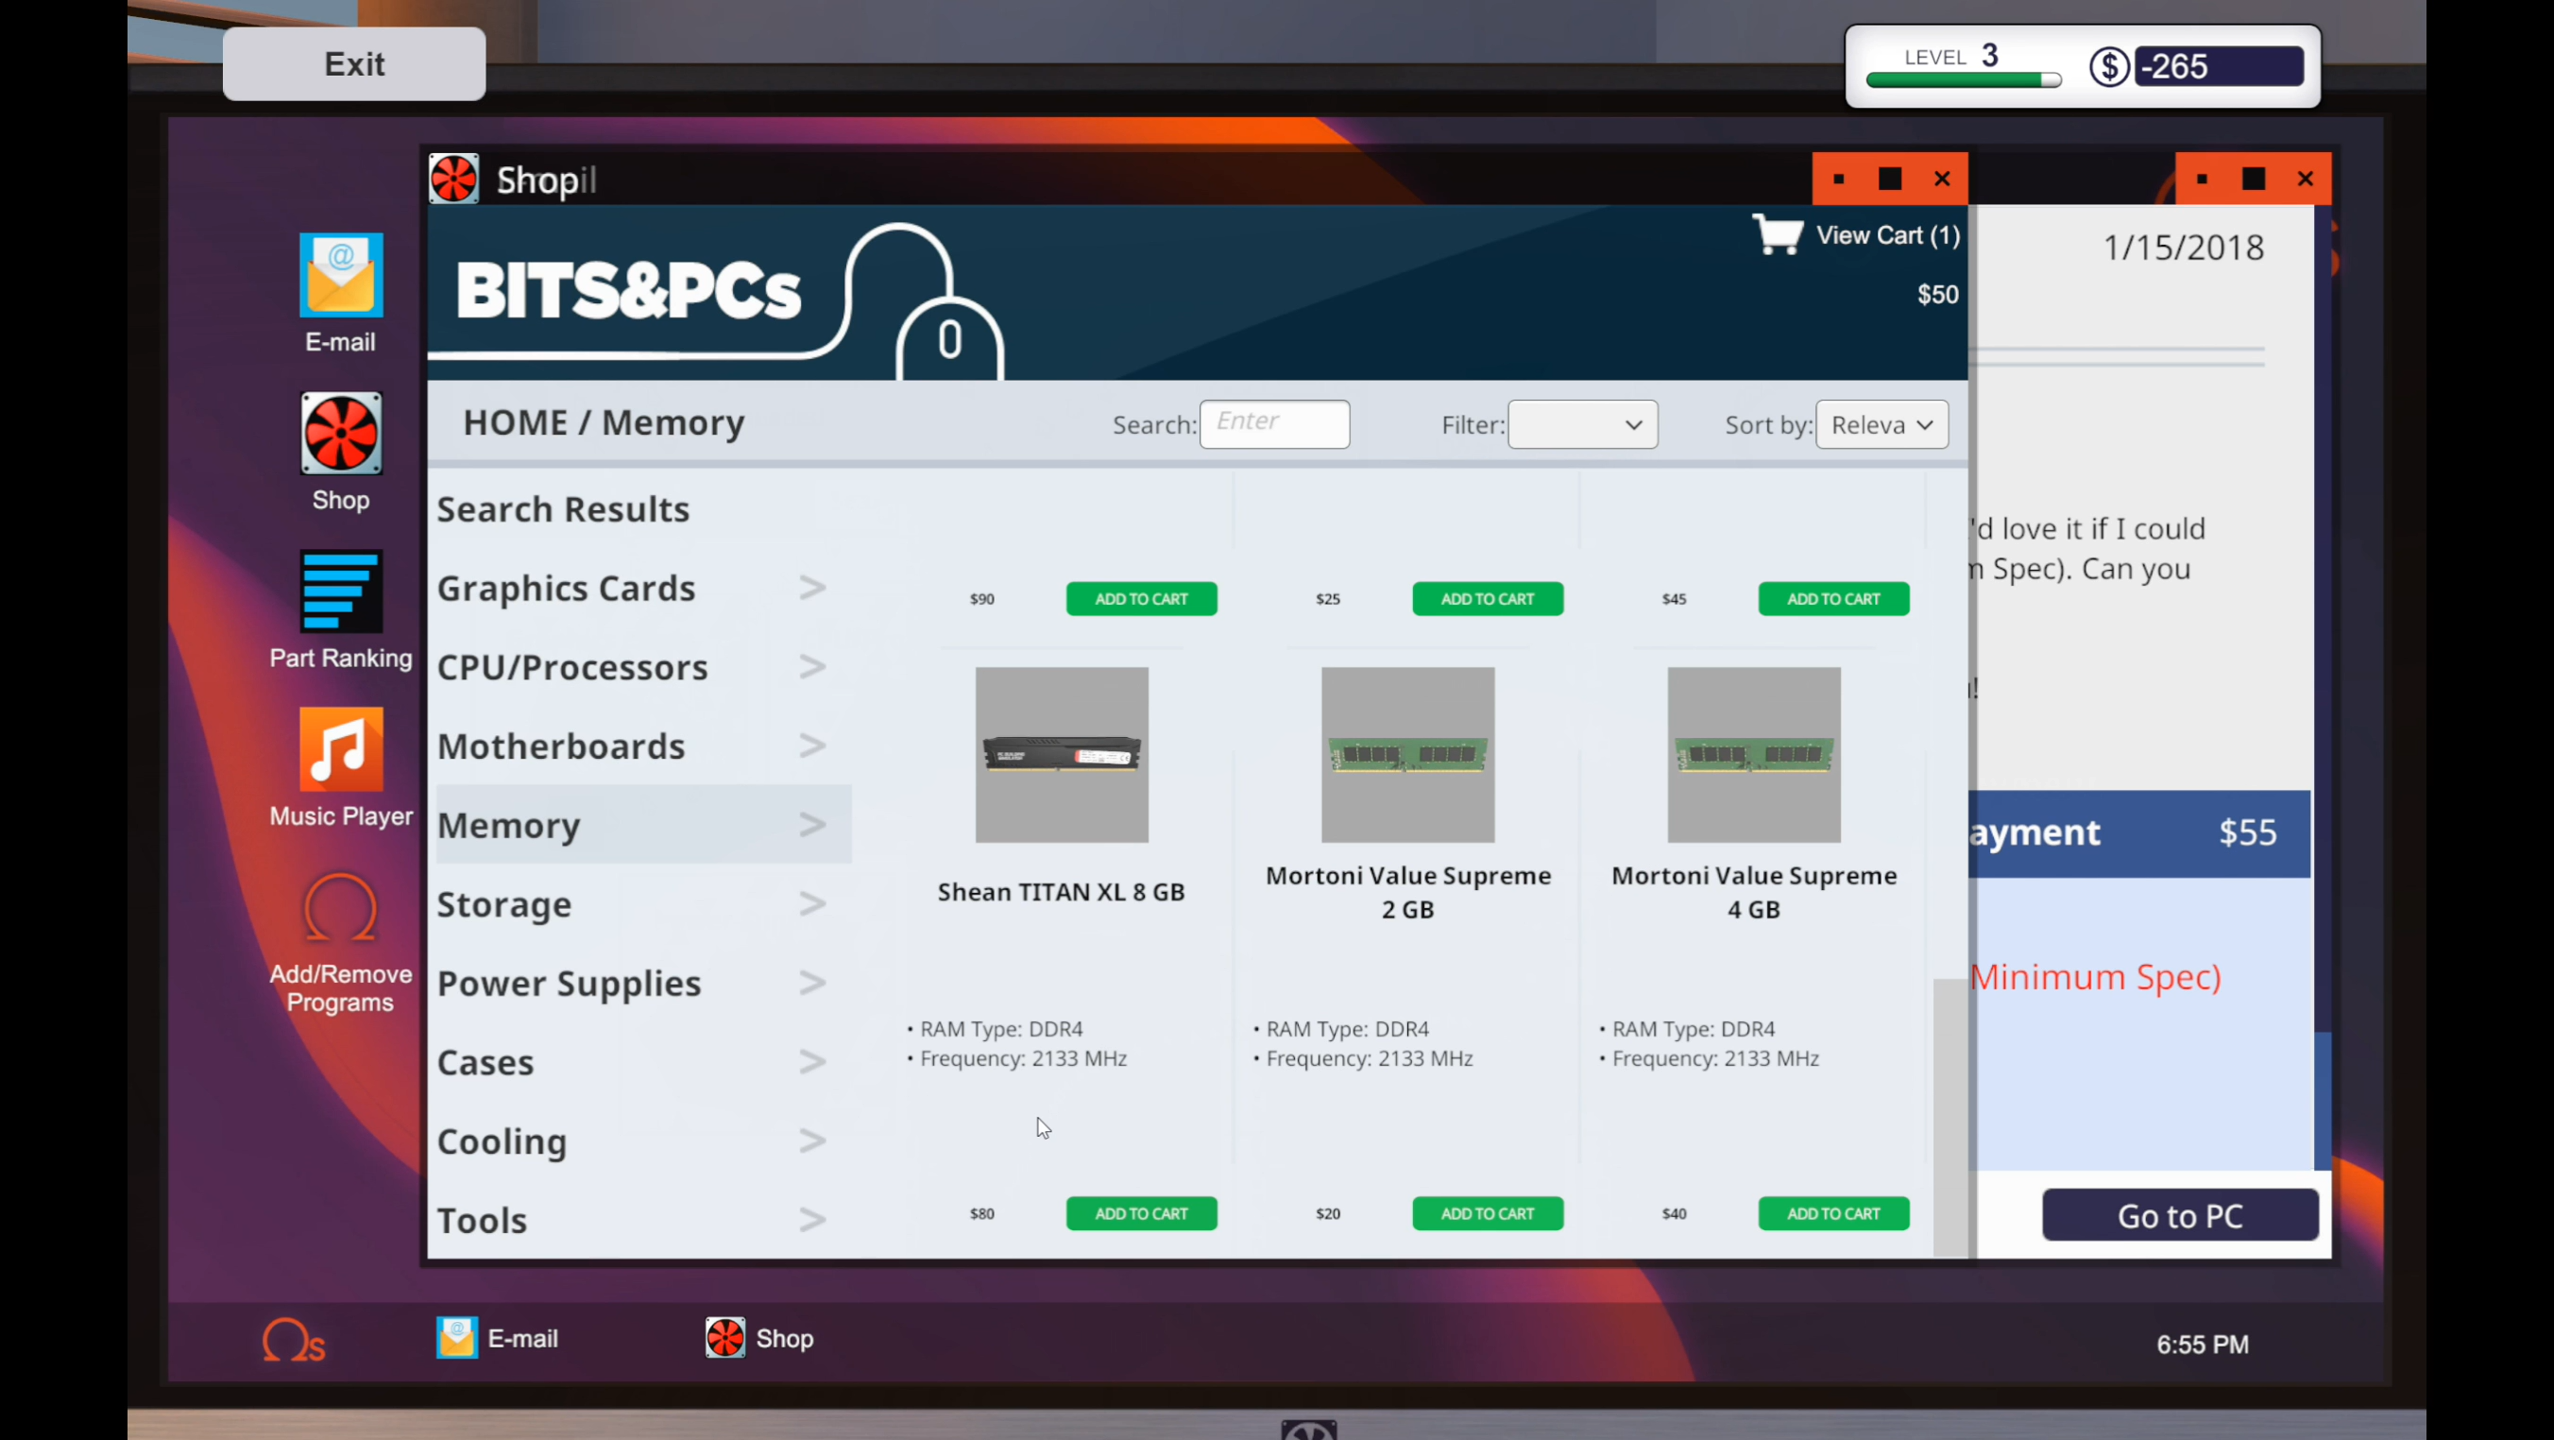 Exit
LEVEL 3
$ -265
Shop
View Cart (1)
BITS&PCs
$50
1/15/2018
HOME / Memory
Search: Enter
Filter:
Sort by: Releva
E-mail
Shop
Part Ranking
Music Player
Add/Remove
Programs
Search Results
Graphics Cards >
CPU/Processors >
Motherboards >
Memory >
Storage >
Power Supplies >
Cases >
Cooling >
Tools >
$90 ADD TO CART
$25 ADD TO CART
$45 ADD TO CART
Shean TITAN XL 8 GB
• RAM Type: DDR4
• Frequency: 2133 MHz
$80 ADD TO CART
Mortoni Value Supreme
2 GB
• RAM Type: DDR4
• Frequency: 2133 MHz
$20 ADD TO CART
Mortoni Value Supreme
4 GB
• RAM Type: DDR4
• Frequency: 2133 MHz
$40 ADD TO CART
'd love it if I could
Spec). Can you
ayment $55
Minimum Spec)
Go to PC
Ωs
E-mail
Shop
6:55 PM